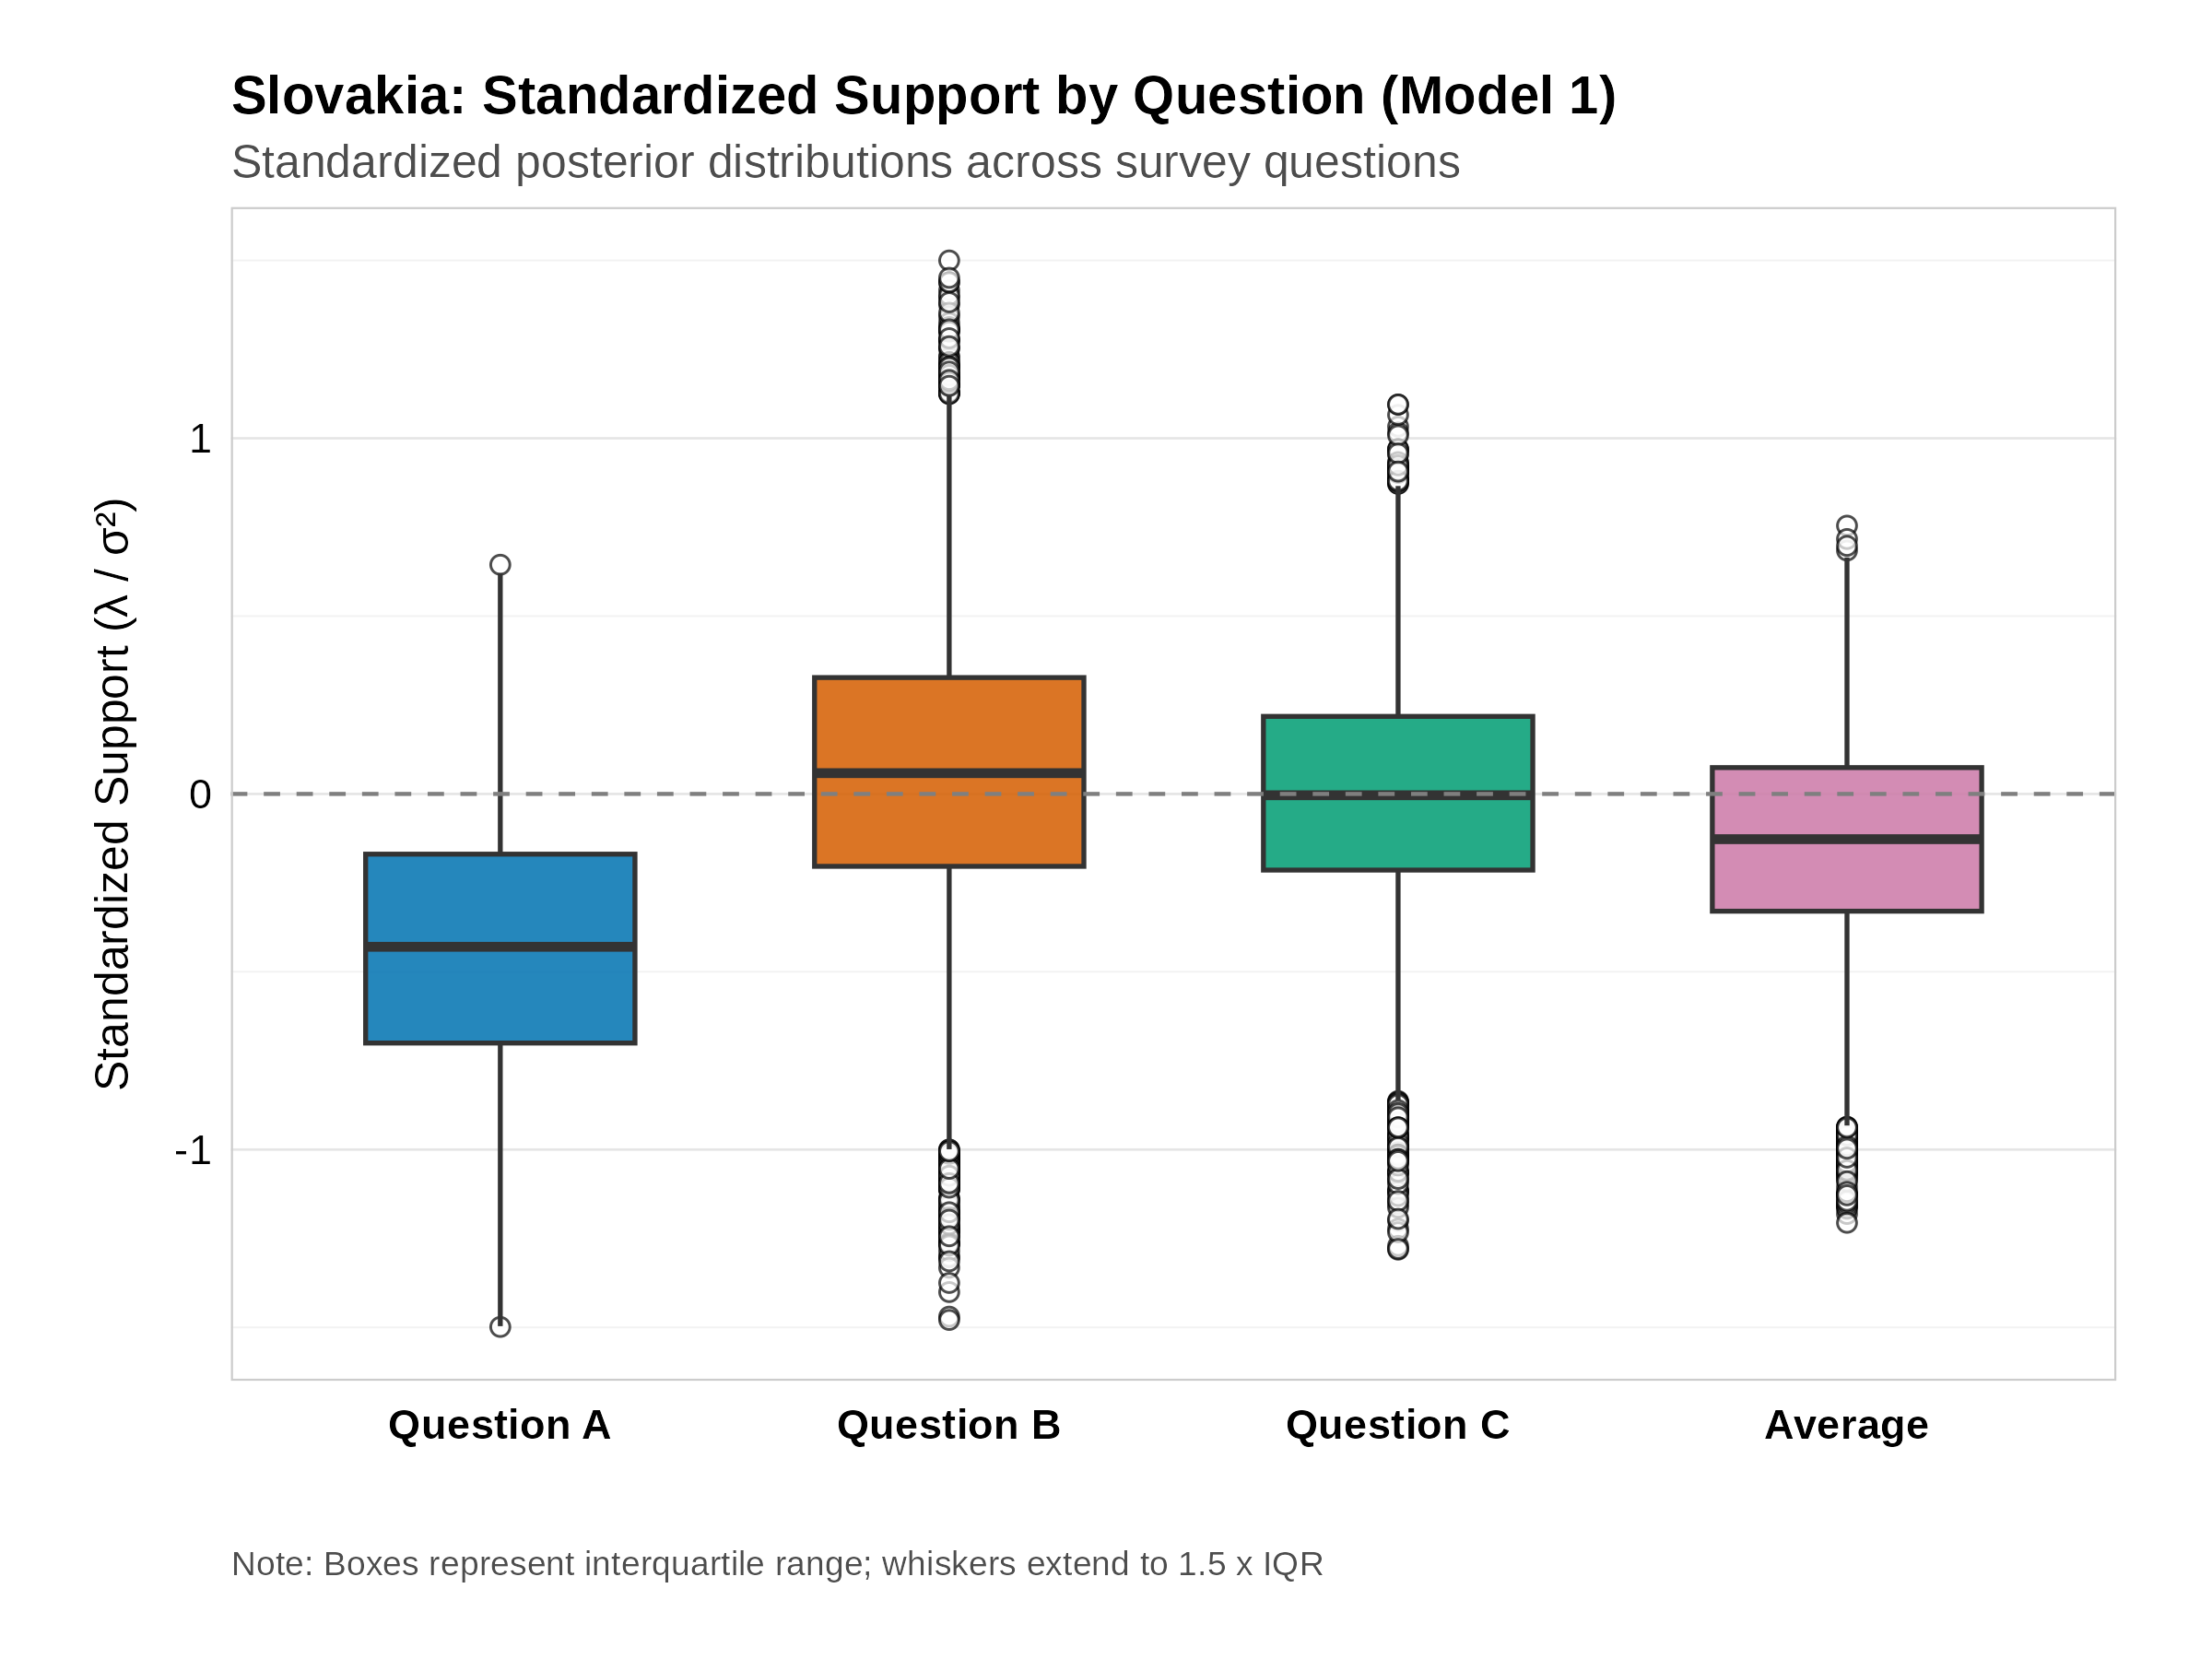 Slovakia: Standardized Support by Question (Model 1)
Standardized posterior distributions across survey questions
Standardized Support (λ / σ²)
1
0
-1
Question A
Question B
Question C
Average
Note: Boxes represent interquartile range; whiskers extend to 1.5 x IQR